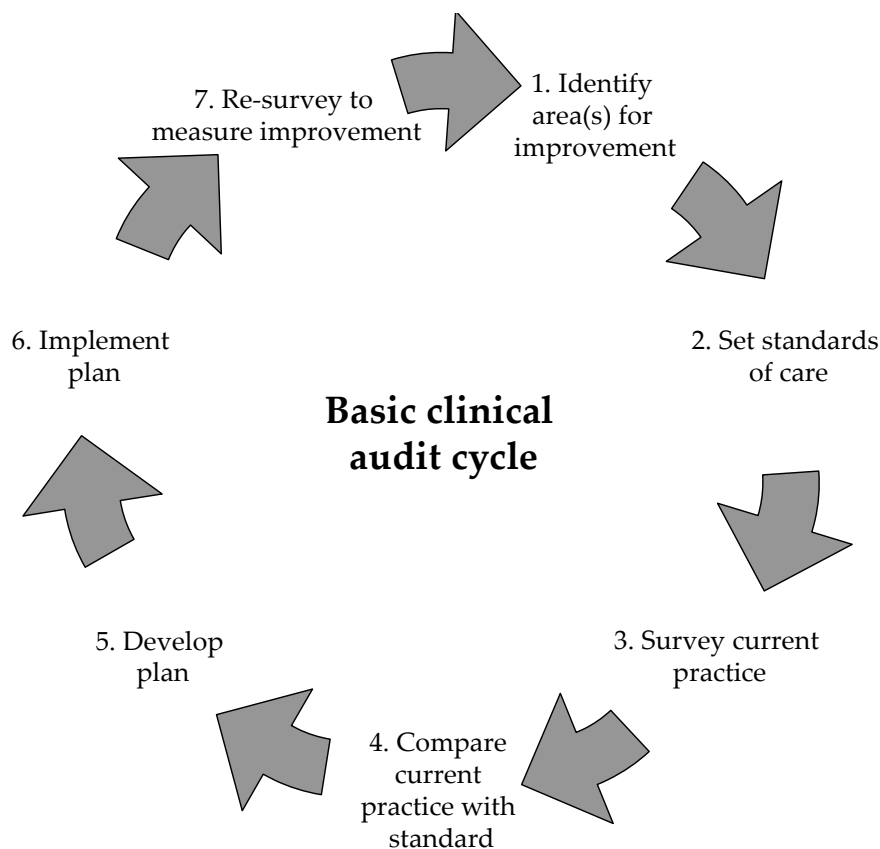 Basic clinical
audit cycle
1. Identify
area(s) for
improvement
2. Set standards
of care
3. Survey current
practice
4. Compare
current
practice with
standard
5. Develop
plan
6. Implement
plan
7. Re-survey to
measure improvement